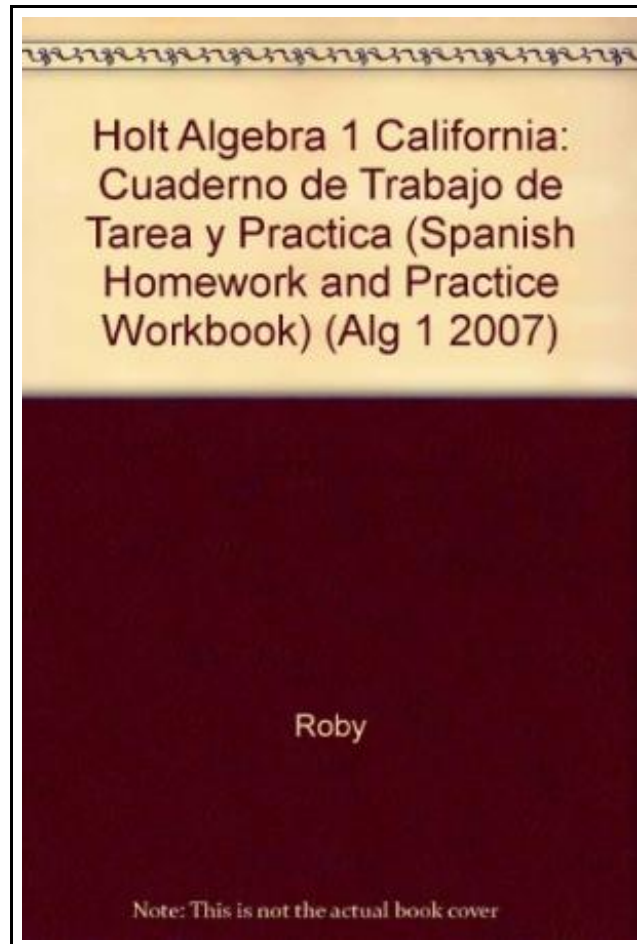 Holt Algebra 1 California:
Cuaderno de Trabajo de
Tarea y Practica (Spanish
Homework and Practice
Workbook) (Alg 1 2007)
Roby
Note: This is not the actual book cover